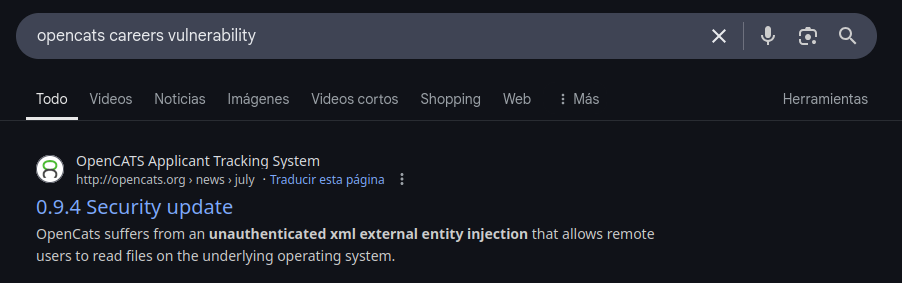 opencats careers vulnerability
Todo Videos Noticias Imágenes Videos cortos Shopping Web Más Herramientas
OpenCATS Applicant Tracking System
http://opencats.org › news › july · Traducir esta página
0.9.4 Security update
OpenCats suffers from an unauthenticated xml external entity injection that allows remote
users to read files on the underlying operating system.